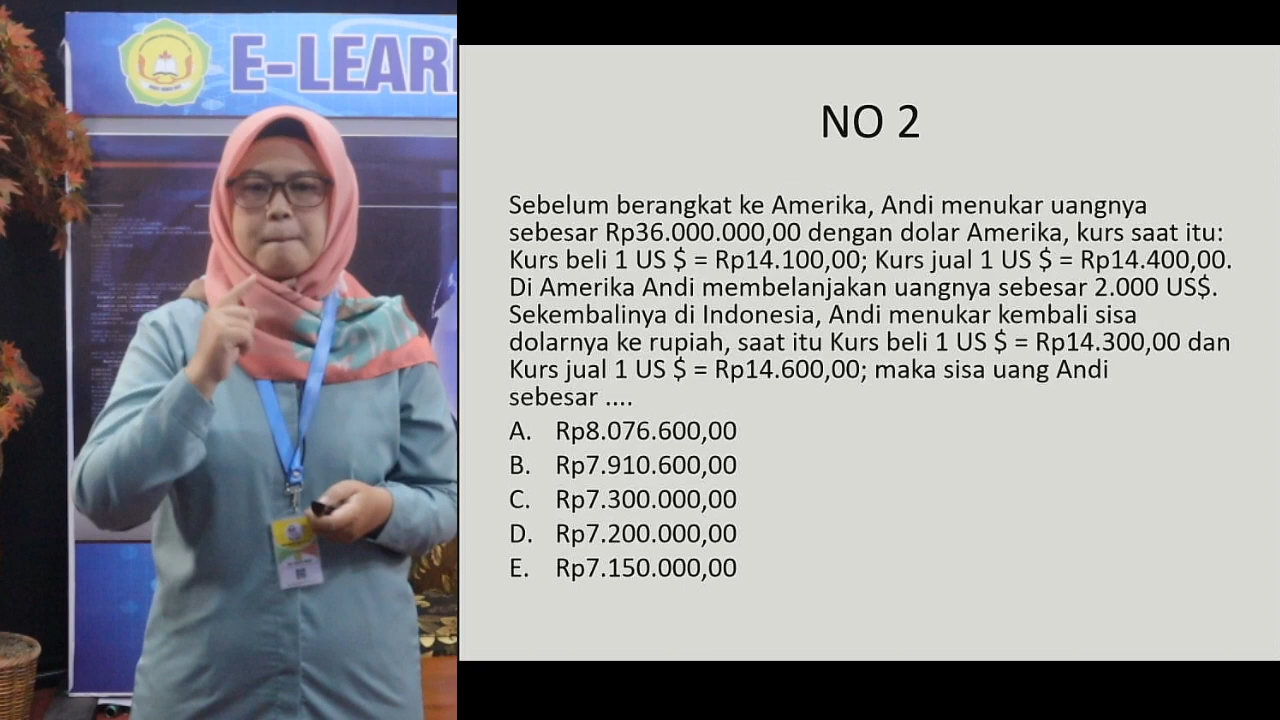 E-LEAR
NO 2
Sebelum berangkat ke Amerika, Andi menukar uangnya
sebesar Rp36.000.000,00 dengan dolar Amerika, kurs saat itu:
Kurs beli 1 US $ = Rp14.100,00; Kurs jual 1 US $ = Rp14.400,00.
Di Amerika Andi membelanjakan uangnya sebesar 2.000 US$.
Sekembalinya di Indonesia, Andi menukar kembali sisa
dolarnya ke rupiah, saat itu Kurs beli 1 US $ = Rp14.300,00 dan
Kurs jual 1 US $ = Rp14.600,00; maka sisa uang Andi
sebesar ....
A. Rp8.076.600,00
B. Rp7.910.600,00
C. Rp7.300.000,00
D. Rp7.200.000,00
E. Rp7.150.000,00